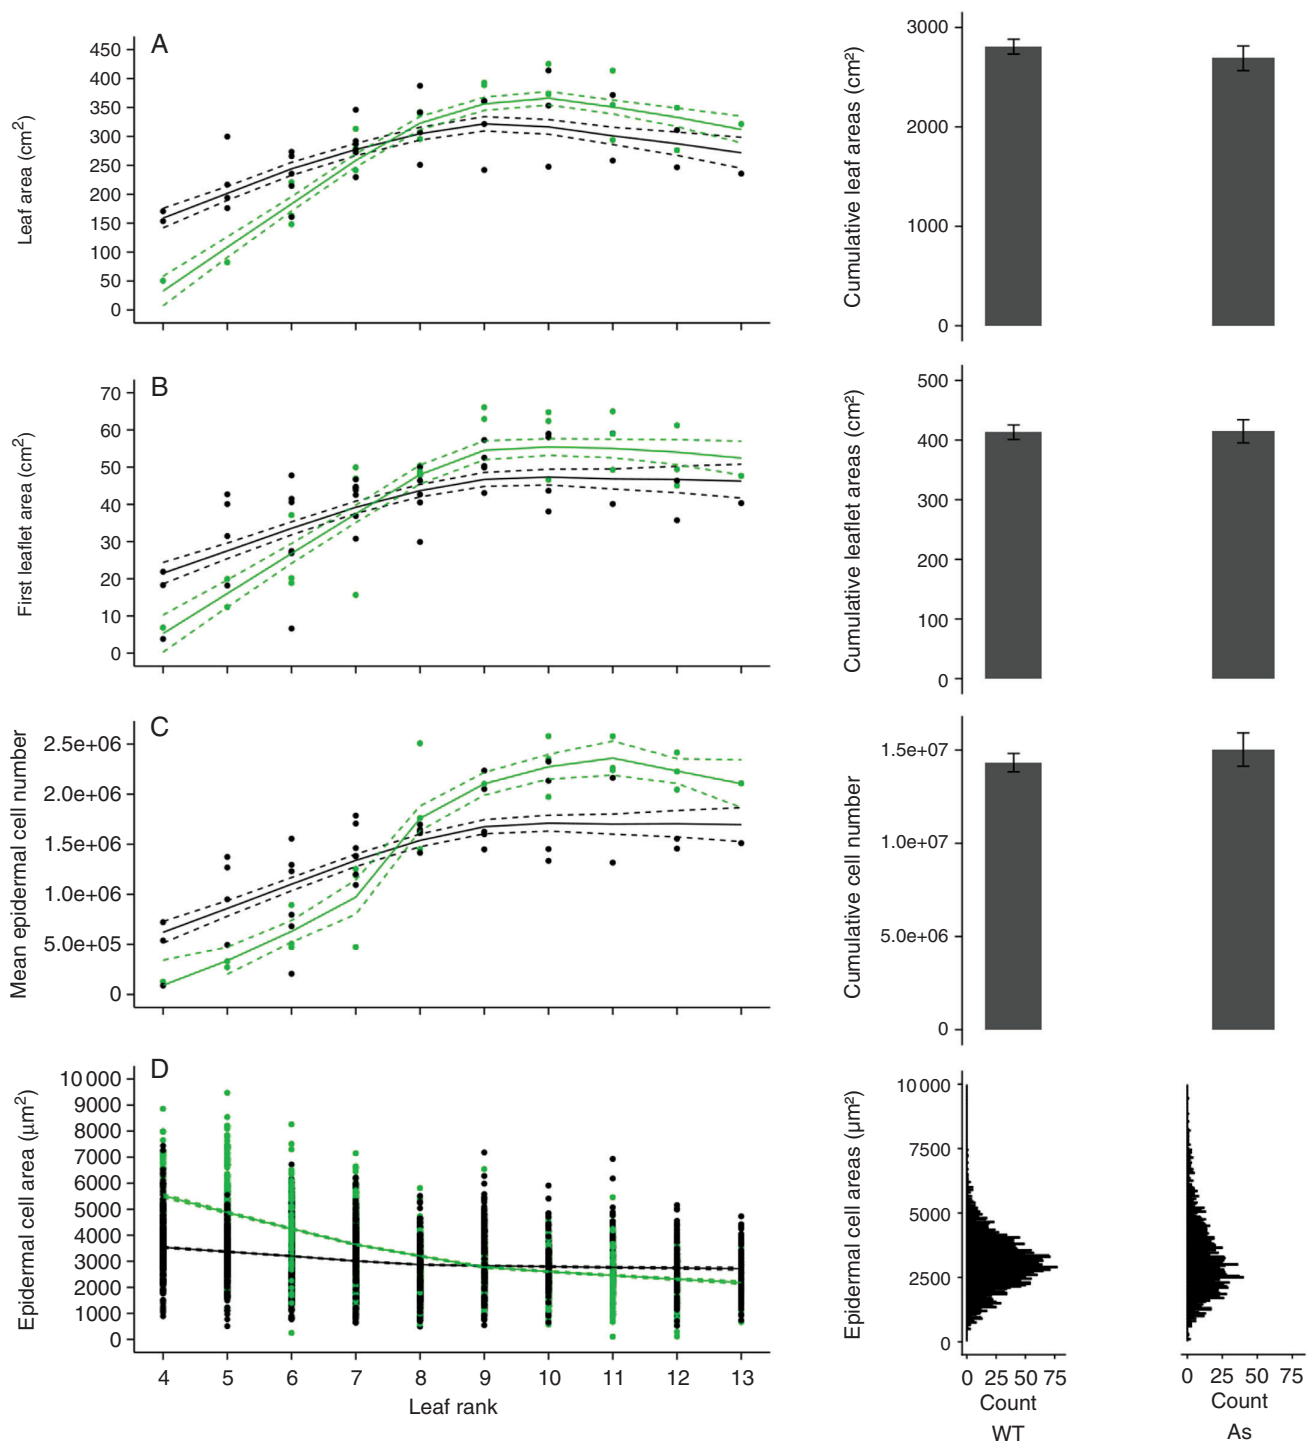 A
Leaf area (cm²)
450
400
350
300
250
200
150
100
50
0
Cumulative leaf areas (cm²)
3000
2000
1000
0
B
First leaflet area (cm²)
70
60
50
40
30
20
10
0
Cumulative leaflet areas (cm²)
500
400
300
200
100
0
C
Mean epidermal cell number
2.5e+06
2.0e+06
1.5e+06
1.0e+06
5.0e+05
0
Cumulative cell number
1.5e+07
1.0e+07
5.0e+06
0
D
Epidermal cell area (µm²)
10 000
9000
8000
7000
6000
5000
4000
3000
2000
1000
0
4 5 6 7 8 9 10 11 12 13
Leaf rank
Epidermal cell areas (µm²)
10 000
7500
5000
2500
0
0 25 50 75
Count
WT
0 25 50 75
Count
As